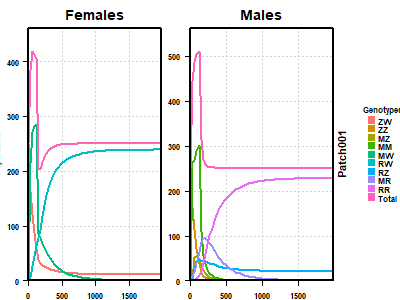 Females
Males
400
300
200
100
0
0
500
1000
1500
500
400
300
200
100
0
0
500
1000
1500
Patch001
Genotypes
ZW
ZZ
MZ
MM
MW
RW
RZ
MR
RR
Total